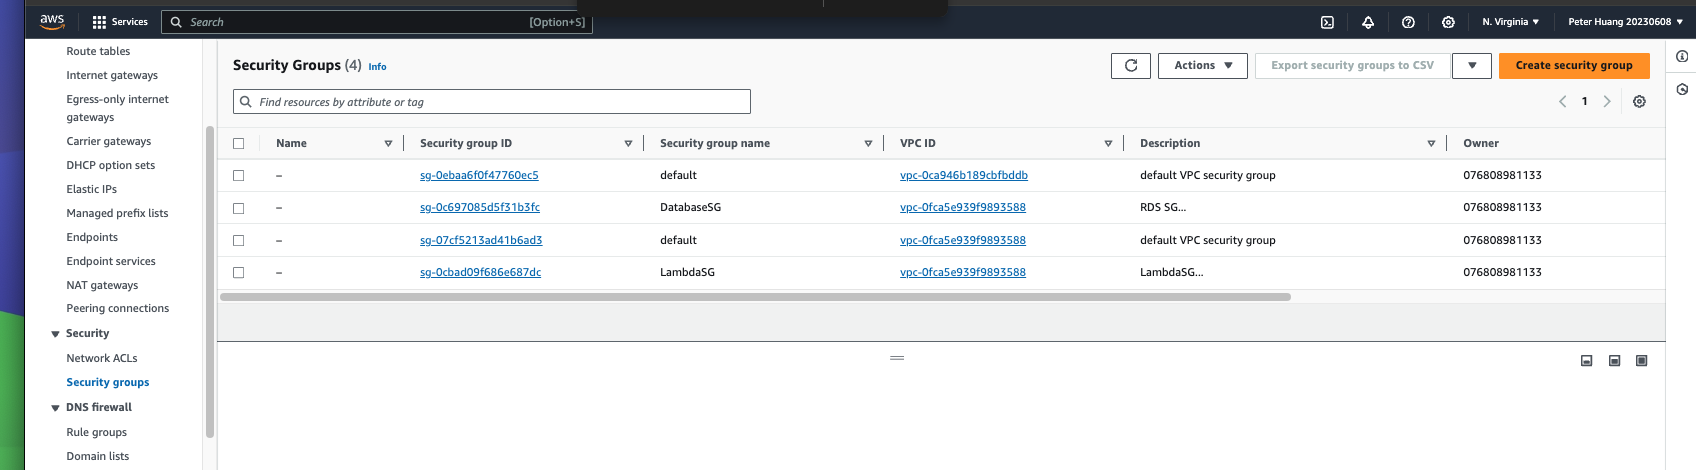 aws
Services
Search
[Option+S]
N. Virginia
Peter Huang 20230608
Route tables
Internet gateways
Egress-only internet
gateways
Carrier gateways
DHCP option sets
Elastic IPs
Managed prefix lists
Endpoints
Endpoint services
NAT gateways
Peering connections
Security
Network ACLs
Security groups
DNS firewall
Rule groups
Domain lists
Security Groups (4) Info
Actions
Export security groups to CSV
Create security group
Find resources by attribute or tag
1
Name Security group ID Security group name VPC ID Description Owner
– sg-0ebaa6f0f47760ec5 default vpc-0ca946b189cbfbddb default VPC security group 076808981133
– sg-0c697085d5f31b3fc DatabaseSG vpc-0fca5e939f9893588 RDS SG... 076808981133
– sg-07cf5213ad41b6ad3 default vpc-0fca5e939f9893588 default VPC security group 076808981133
– sg-0cbad09f686e687dc LambdaSG vpc-0fca5e939f9893588 LambdaSG... 076808981133